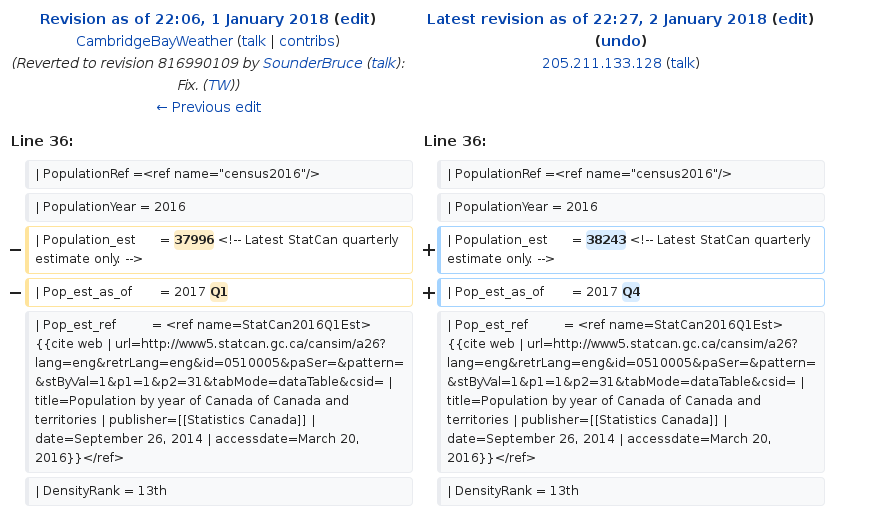 Revision as of 22:06, 1 January 2018 (edit)
CambridgeBayWeather (talk | contribs)
(Reverted to revision 816990109 by SounderBruce (talk):
Fix. (TW))
← Previous edit
Latest revision as of 22:27, 2 January 2018 (edit)
(undo)
205.211.133.128 (talk)
Line 36:
Line 36:
| PopulationRef =<ref name="census2016"/>
| PopulationRef =<ref name="census2016"/>
| PopulationYear = 2016
| PopulationYear = 2016
− | Population_est = 37996 <!-- Latest StatCan quarterly
estimate only. -->
+ | Population_est = 38243 <!-- Latest StatCan quarterly
estimate only. -->
− | Pop_est_as_of = 2017 Q1
+ | Pop_est_as_of = 2017 Q4
| Pop_est_ref = <ref name=StatCan2016Q1Est>
{{cite web | url=http://www5.statcan.gc.ca/cansim/a26?
lang=eng&retrLang=eng&id=0510005&paSer=&pattern=
&stByVal=1&p1=1&p2=31&tabMode=dataTable&csid= |
title=Population by year of Canada of Canada and
territories | publisher=[[Statistics Canada]] |
date=September 26, 2014 | accessdate=March 20,
2016}}</ref>
| Pop_est_ref = <ref name=StatCan2016Q1Est>
{{cite web | url=http://www5.statcan.gc.ca/cansim/a26?
lang=eng&retrLang=eng&id=0510005&paSer=&pattern=
&stByVal=1&p1=1&p2=31&tabMode=dataTable&csid= |
title=Population by year of Canada of Canada and
territories | publisher=[[Statistics Canada]] |
date=September 26, 2014 | accessdate=March 20,
2016}}</ref>
| DensityRank = 13th
| DensityRank = 13th